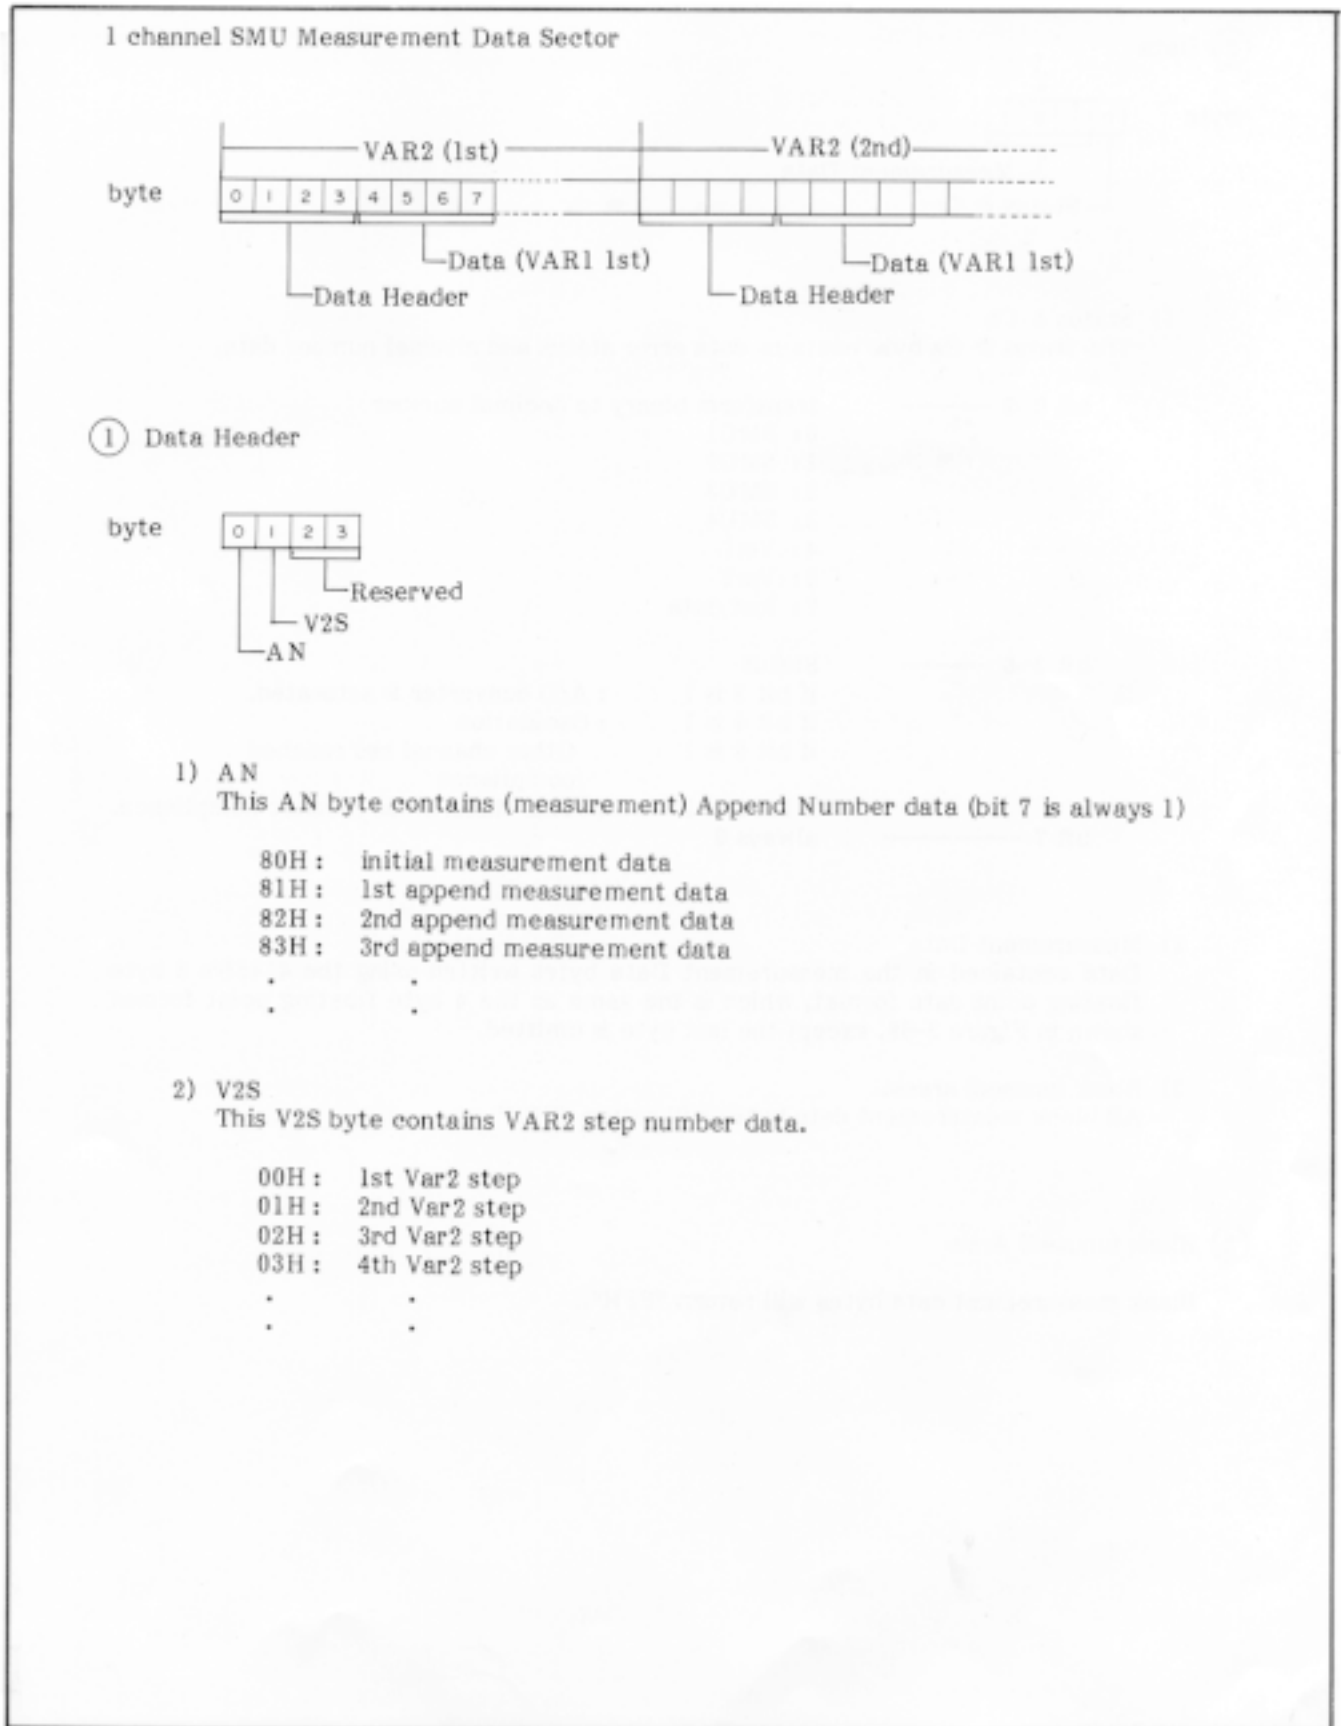 1 channel SMU Measurement Data Sector
VAR2 (1st)
VAR2 (2nd)
byte 0 1 2 3 4 5 6 7
Data (VAR1 1st)
Data (VAR1 1st)
Data Header
Data Header
1 Data Header
byte 0 1 2 3
Reserved
V2S
AN
1) AN
This AN byte contains (measurement) Append Number data (bit 7 is always 1)
80H : initial measurement data
81H : 1st append measurement data
82H : 2nd append measurement data
83H : 3rd append measurement data
. .
. .
2) V2S
This V2S byte contains VAR2 step number data.
00H : 1st Var2 step
01H : 2nd Var2 step
02H : 3rd Var2 step
03H : 4th Var2 step
. .
. .